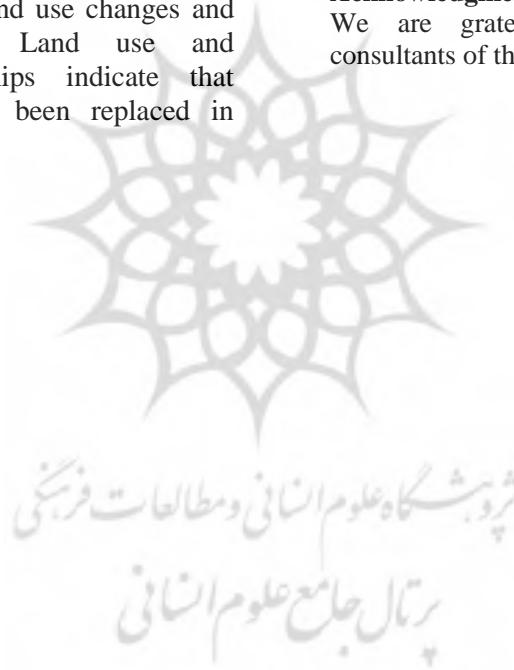 nd use changes and
Land use and
ips indicate that
been replaced in
We are grate
consultants of th
پژوهشگاه علوم انسانی و مطالعات فرهنگی
پرتال جامع علوم انسانی